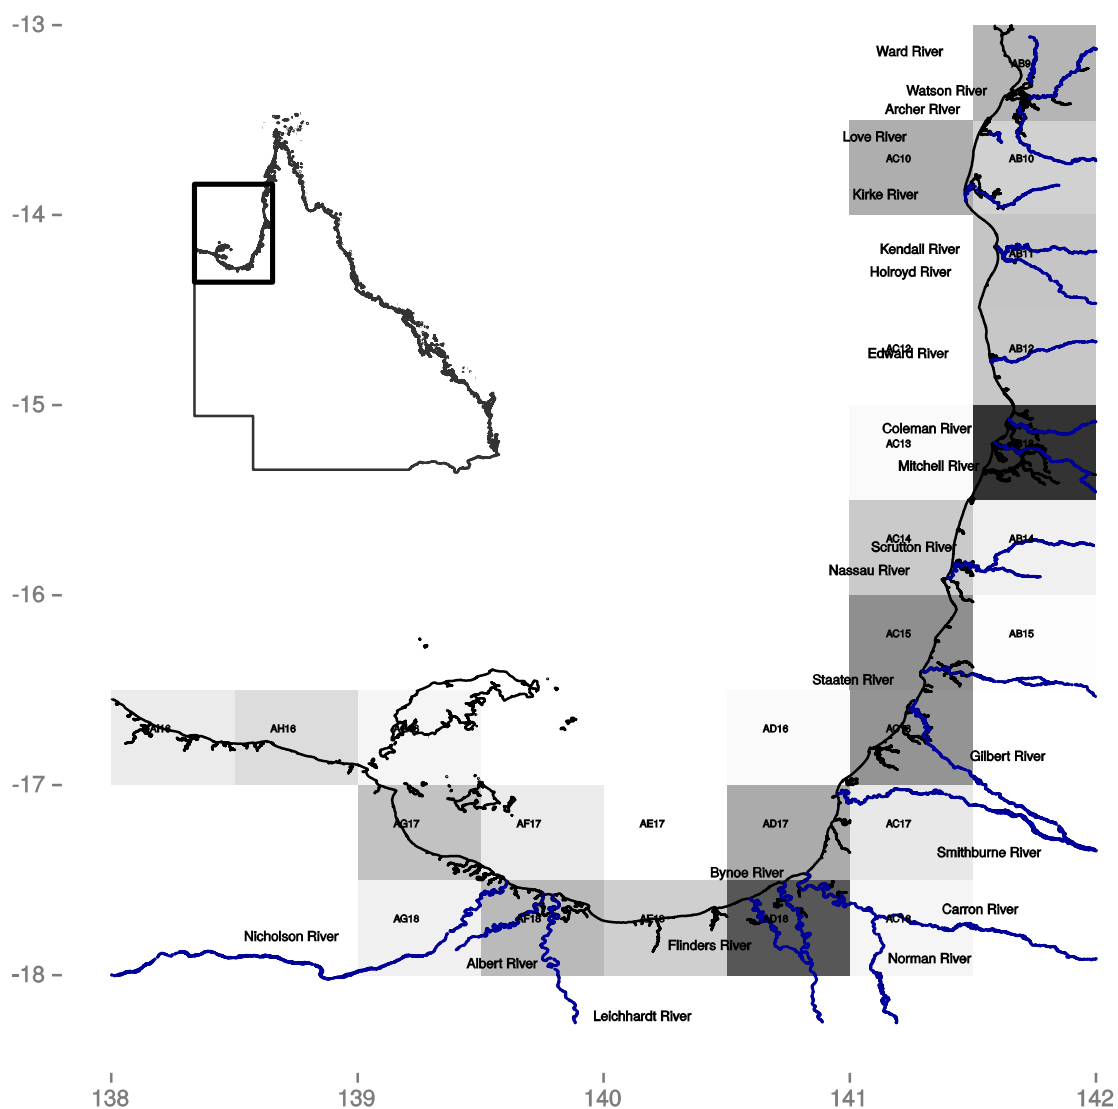 -13
Ward River
AB9
Watson River
Archer River
Love River
AC10
AB10
Kirke River
-14
Kendall River
AB11
Holroyd River
AC12
AB12
Edward River
-15
Coleman River
AC13
AB13
Mitchell River
AC14
AB14
Scrutton River
Nassau River
-16
AC15
AB15
Staaten River
AH16
AD16
AC16
Gilbert River
-17
AG17
AF17
AE17
AD17
AC17
Smithburne River
Bynoe River
AG18
AF18
AE18
AD18
AC18
Carron River
Nicholson River
Flinders River
Norman River
Albert River
-18
Leichhardt River
138
139
140
141
142